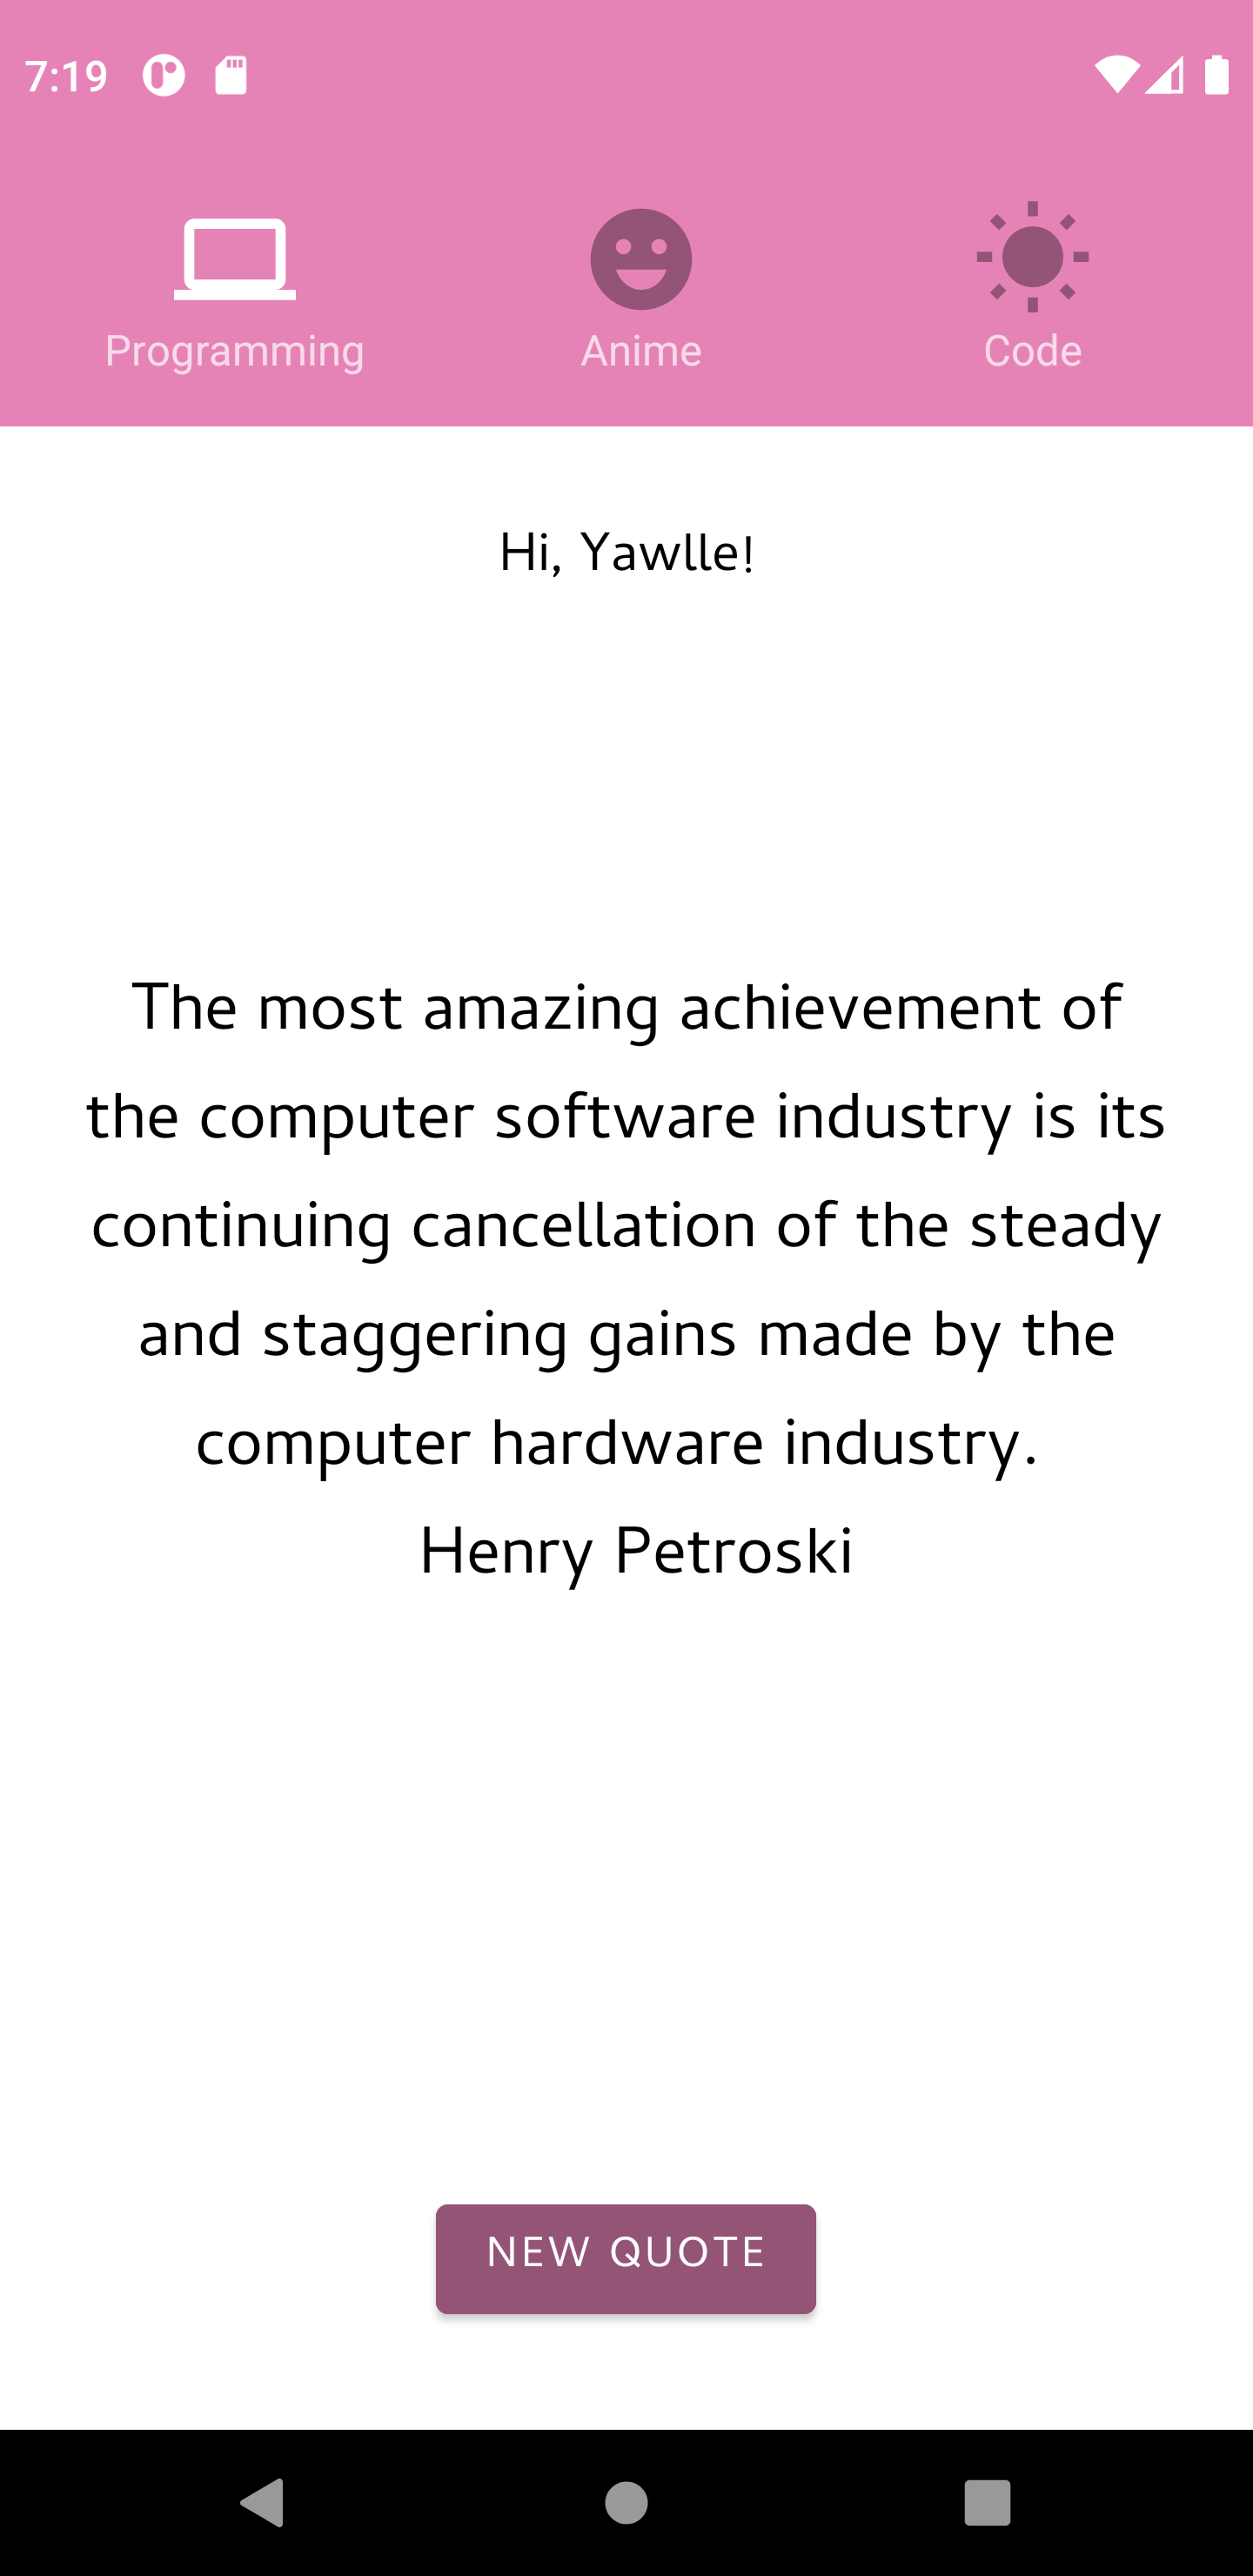 7:19
Programming Anime Code
Hi, Yawlle!
The most amazing achievement of
the computer software industry is its
continuing cancellation of the steady
and staggering gains made by the
computer hardware industry.
Henry Petroski
NEW QUOTE